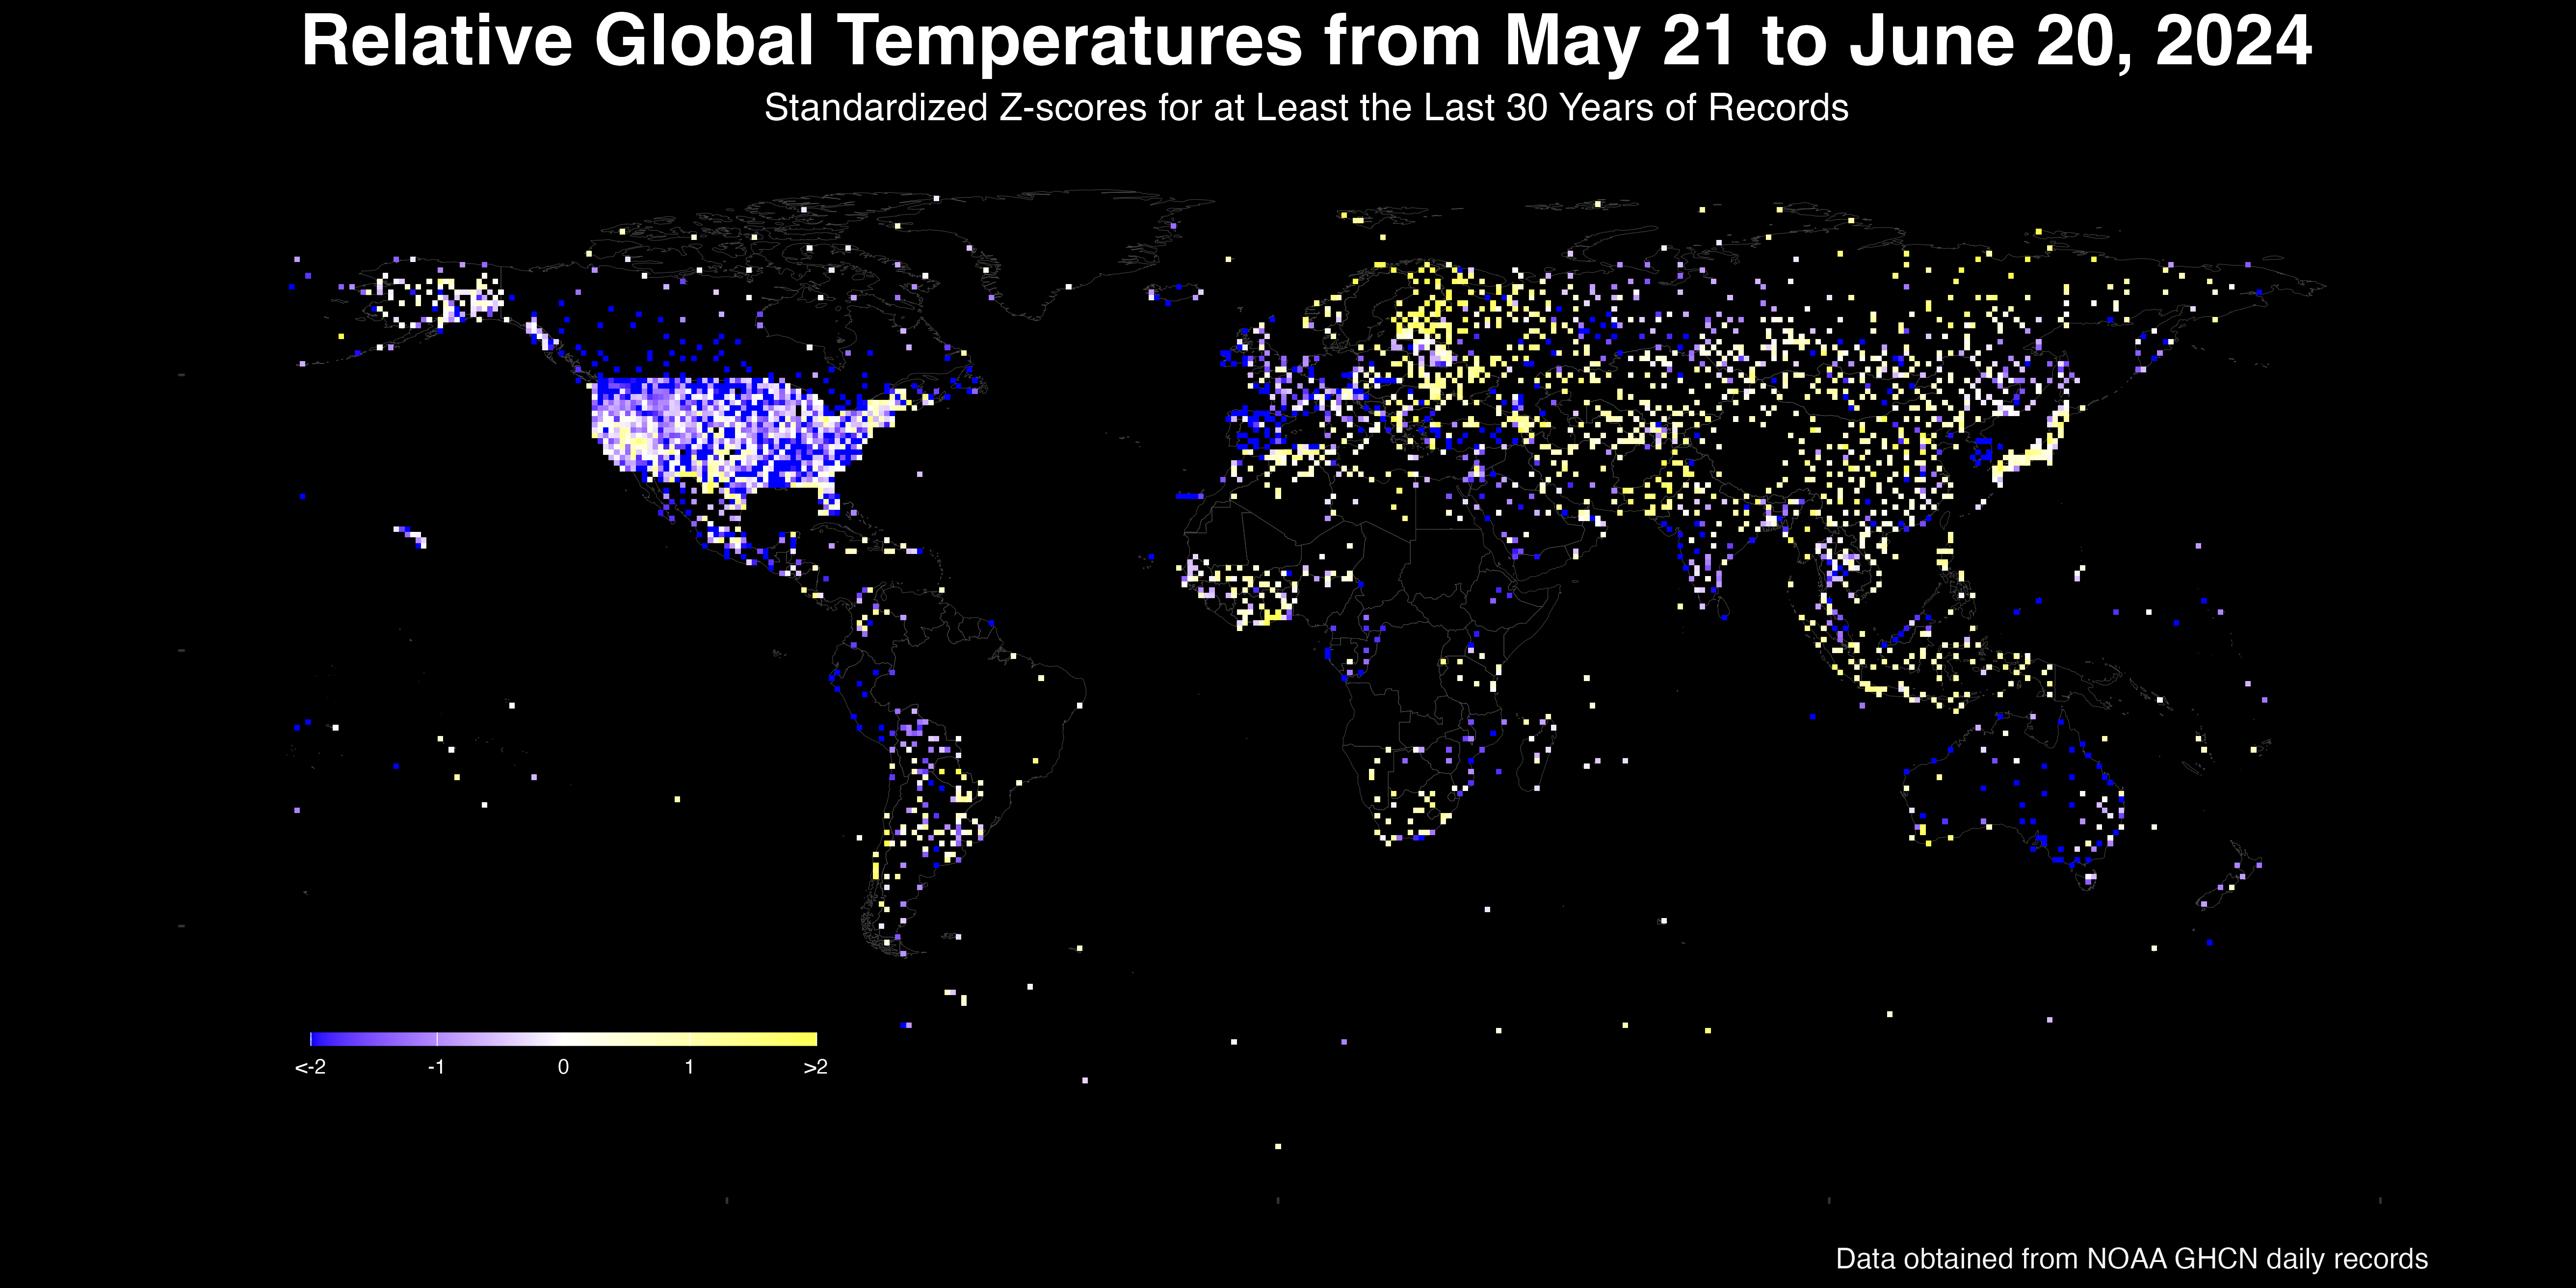 Relative Global Temperatures from May 21 to June 20, 2024
Standardized Z-scores for at Least the Last 30 Years of Records
<-2 -1 0 1 >2
Data obtained from NOAA GHCN daily records